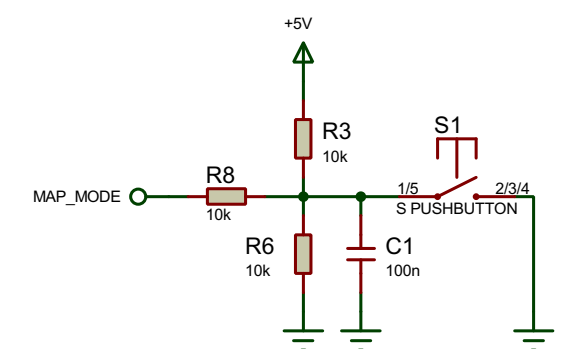 +5V
R3
10k
S1
R8
10k
MAP_MODE
1/5
2/3/4
S PUSHBUTTON
R6
10k
C1
100n